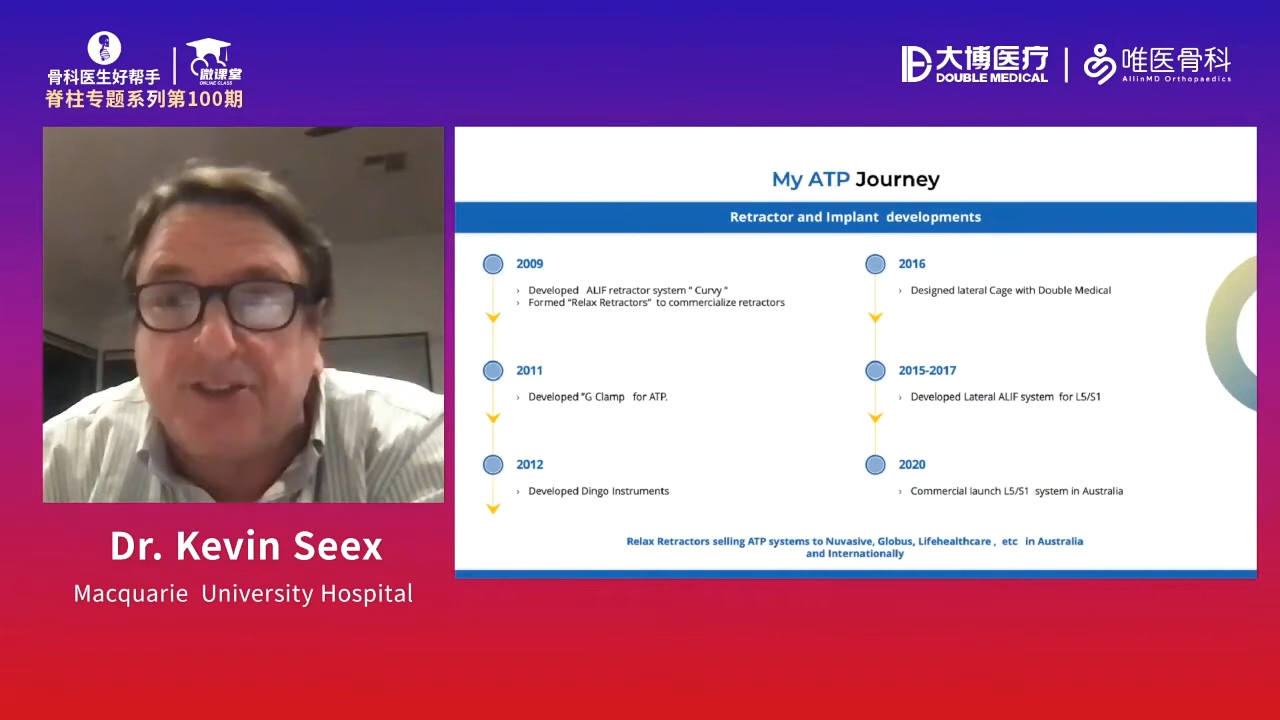 骨科医生好帮手
微课堂
ONLINE CLASS
脊柱专题系列第100期
大博医疗
DOUBLE MEDICAL
唯医骨科
AllinMD Orthopaedics
My ATP Journey
Retractor and Implant developments
2009
› Developed ALIF retractor system “ Curvy “
› Formed “Relax Retractors” to commercialize retractors
2011
› Developed “G Clamp for ATP.
2012
› Developed Dingo Instruments
2016
› Designed lateral Cage with Double Medical
2015-2017
› Developed Lateral ALIF system for L5/S1
2020
› Commercial launch L5/S1 system in Australia
Relax Retractors selling ATP systems to Nuvasive, Globus, Lifehealthcare , etc in Australia
and Internationally
Dr. Kevin Seex
Macquarie University Hospital